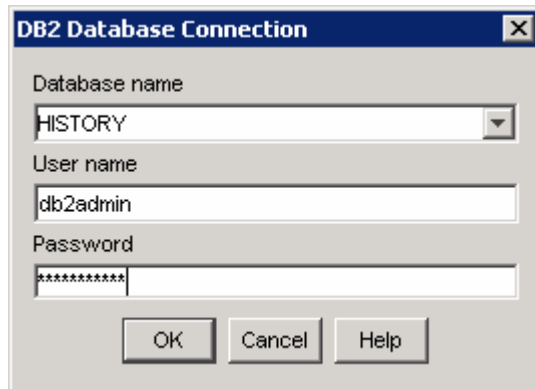 DB2 Database Connection
Database name
HISTORY
User name
db2admin
Password
***********
OK Cancel Help